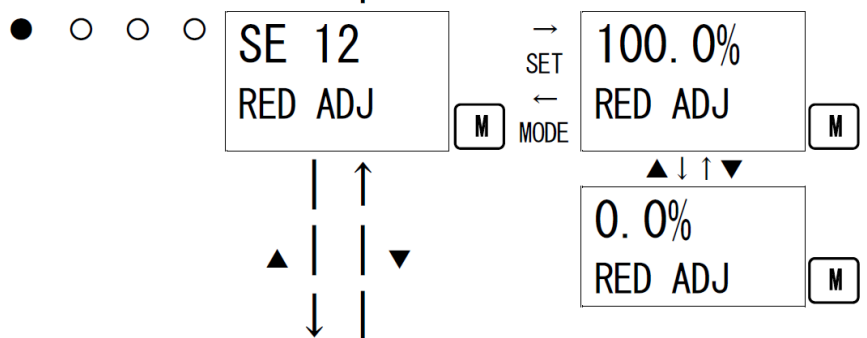 ● ○ ○ ○
SE 12
RED ADJ
M
→
SET
←
MODE
100.0%
RED ADJ
M
▲↓↑▼
0.0%
RED ADJ
M
▲ ↓ ↑ ▼